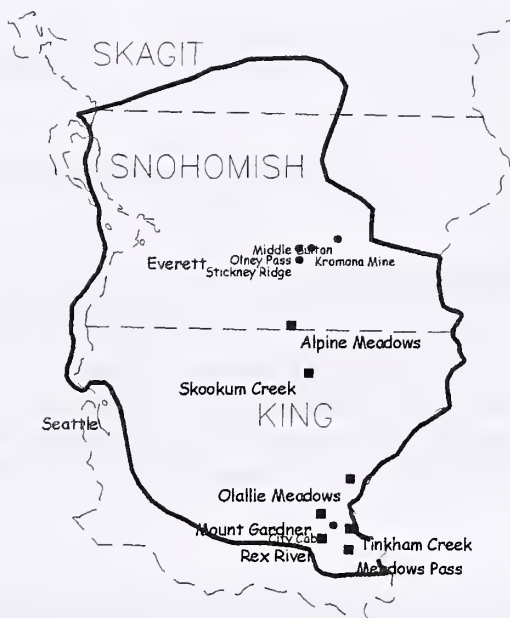 SKAGIT
SNOHOMISH
Middle Sultan
Olney Pass
Kromana Mine
Everett
Stickney Ridge
Alpine Meadows
Skookum Creek
KING
Seattle
Olallie Meadows
Mount Gardner
City Cab
Tinkham Creek
Rex River
Meadows Pass